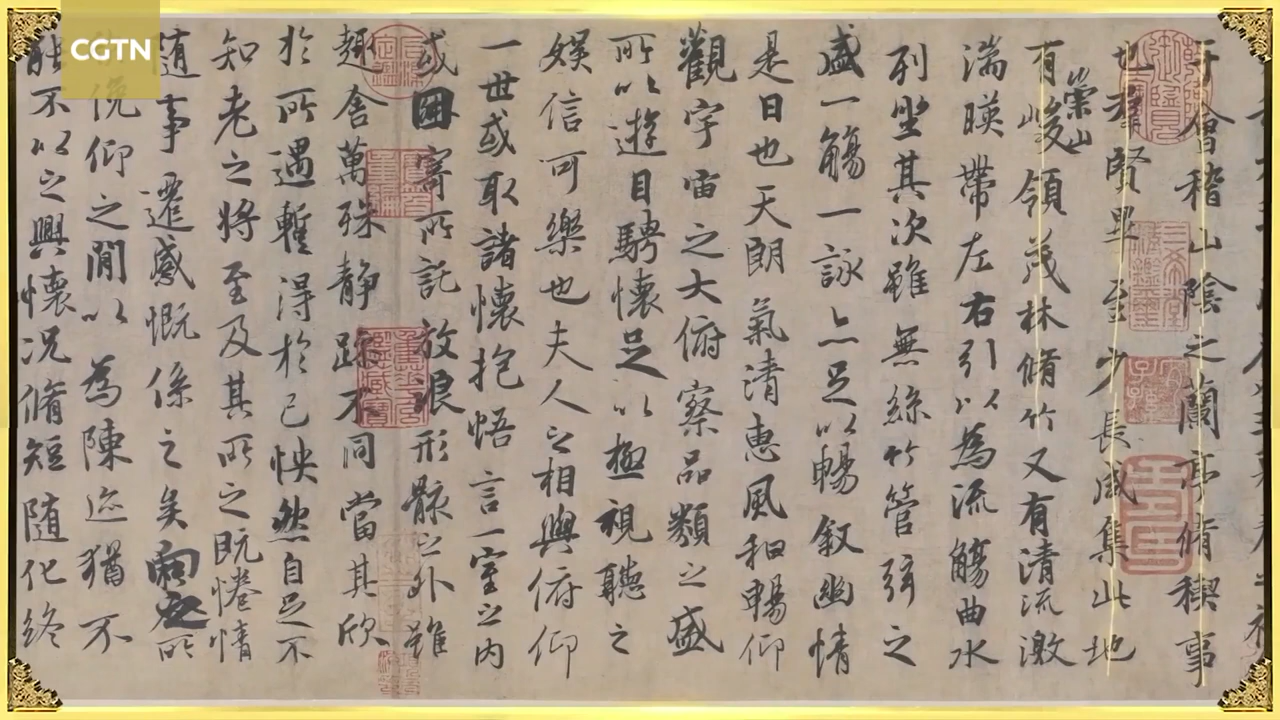 CGTN
于會稽山陰之蘭亭脩禊事
也羣賢畢至少長咸集此地
有崇山峻領茂林脩竹又有清流激
湍暎帶左右引以為流觴曲水
列坐其次雖無絲竹管弦之
盛一觴一詠亦足以暢敘幽情
是日也天朗氣清惠風和暢仰
觀宇宙之大俯察品類之盛
所以遊目騁懷足以極視聽之
娛信可樂也夫人之相與俯仰
一世或取諸懷抱悟言一室之內
或因寄所託放浪形骸之外雖
趣舍萬殊靜躁不同當其欣
於所遇蹔得於己怏然自足不
知老之將至及其所之既惓情
隨事遷感慨係之矣向之所
俛仰之閒以為陳迹猶不
能不以之興懷況脩短隨化終